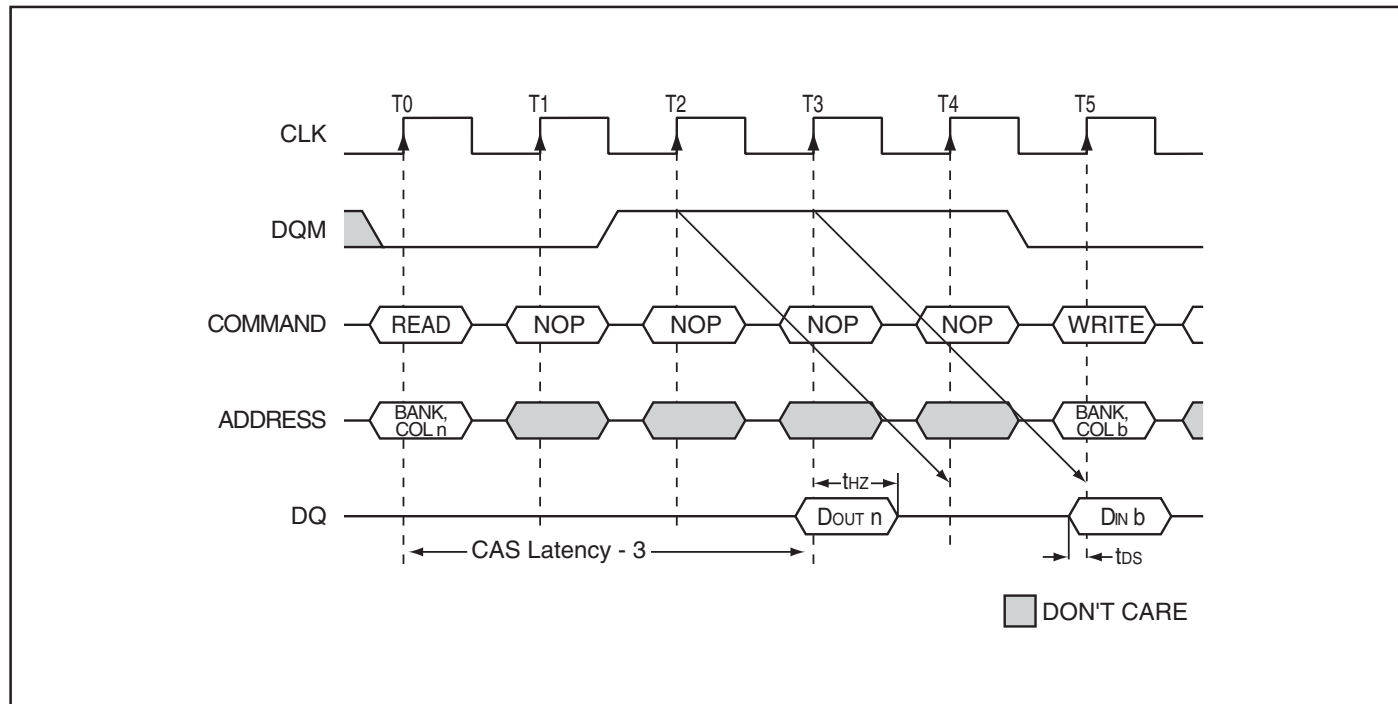 T0 T1 T2 T3 T4 T5
CLK
DQM
COMMAND READ NOP NOP NOP NOP WRITE
ADDRESS BANK, COL n BANK, COL b
tHZ
DQ DOUT n DIN b
CAS Latency - 3 tDS
DON'T CARE